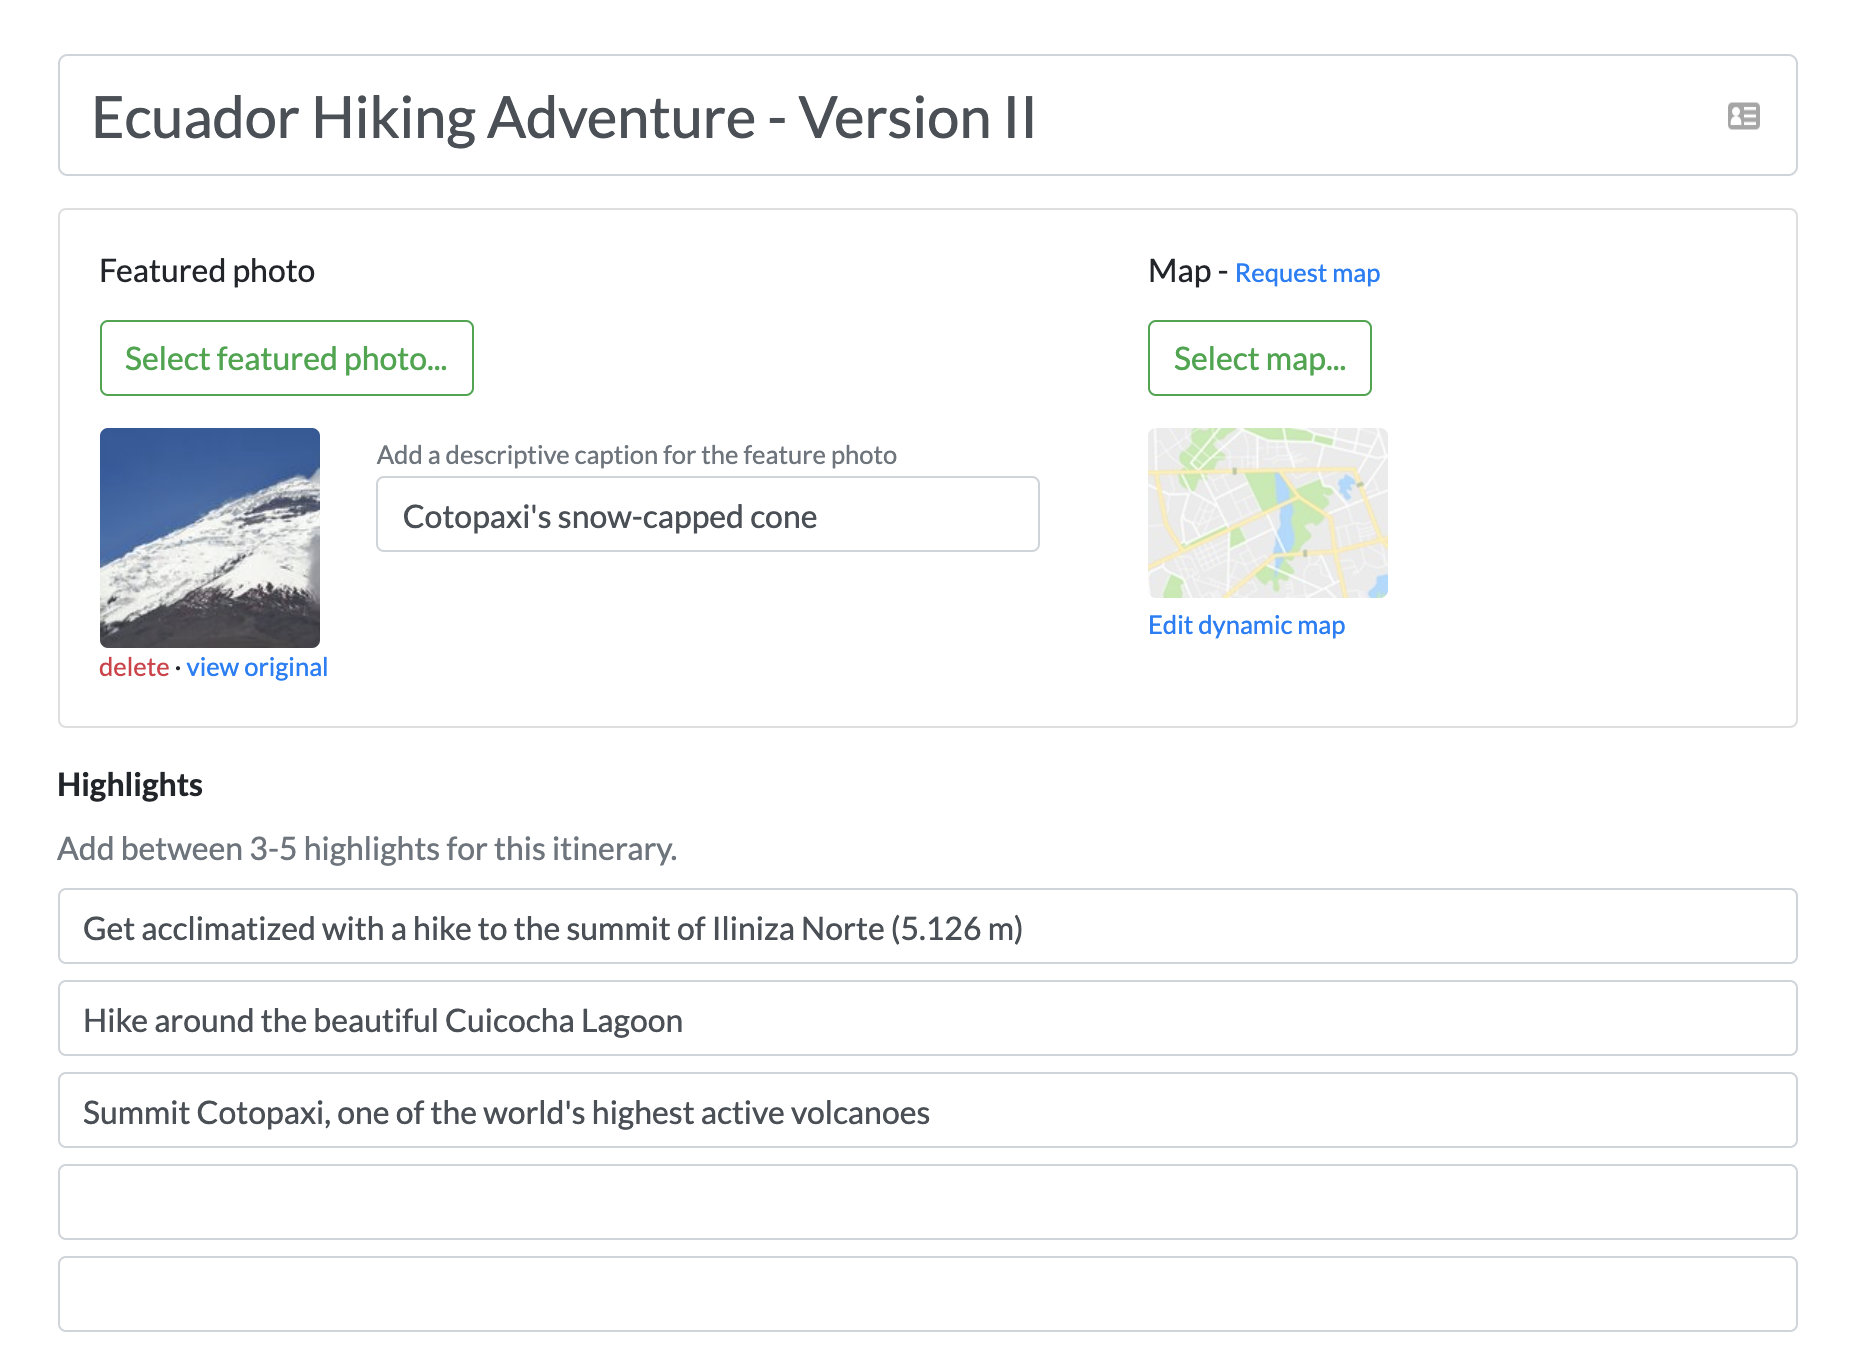 Ecuador Hiking Adventure - Version II
Featured photo
Select featured photo...
Add a descriptive caption for the feature photo
Cotopaxi's snow-capped cone
delete · view original
Map - Request map
Select map...
Edit dynamic map
Highlights
Add between 3-5 highlights for this itinerary.
Get acclimatized with a hike to the summit of Iliniza Norte (5.126 m)
Hike around the beautiful Cuicocha Lagoon
Summit Cotopaxi, one of the world's highest active volcanoes